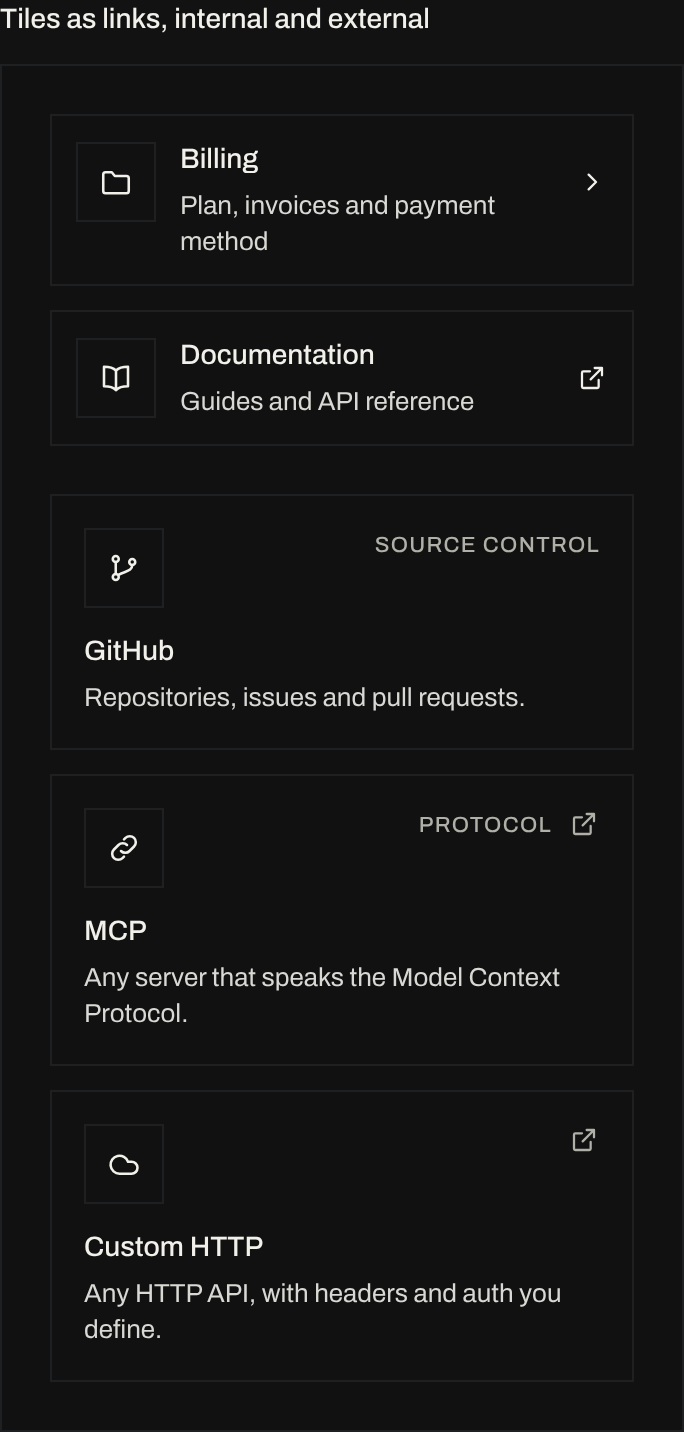 Tiles as links, internal and external
Billing
Plan, invoices and payment
method
Documentation
Guides and API reference
SOURCE CONTROL
GitHub
Repositories, issues and pull requests.
PROTOCOL
MCP
Any server that speaks the Model Context
Protocol.
Custom HTTP
Any HTTP API, with headers and auth you
define.